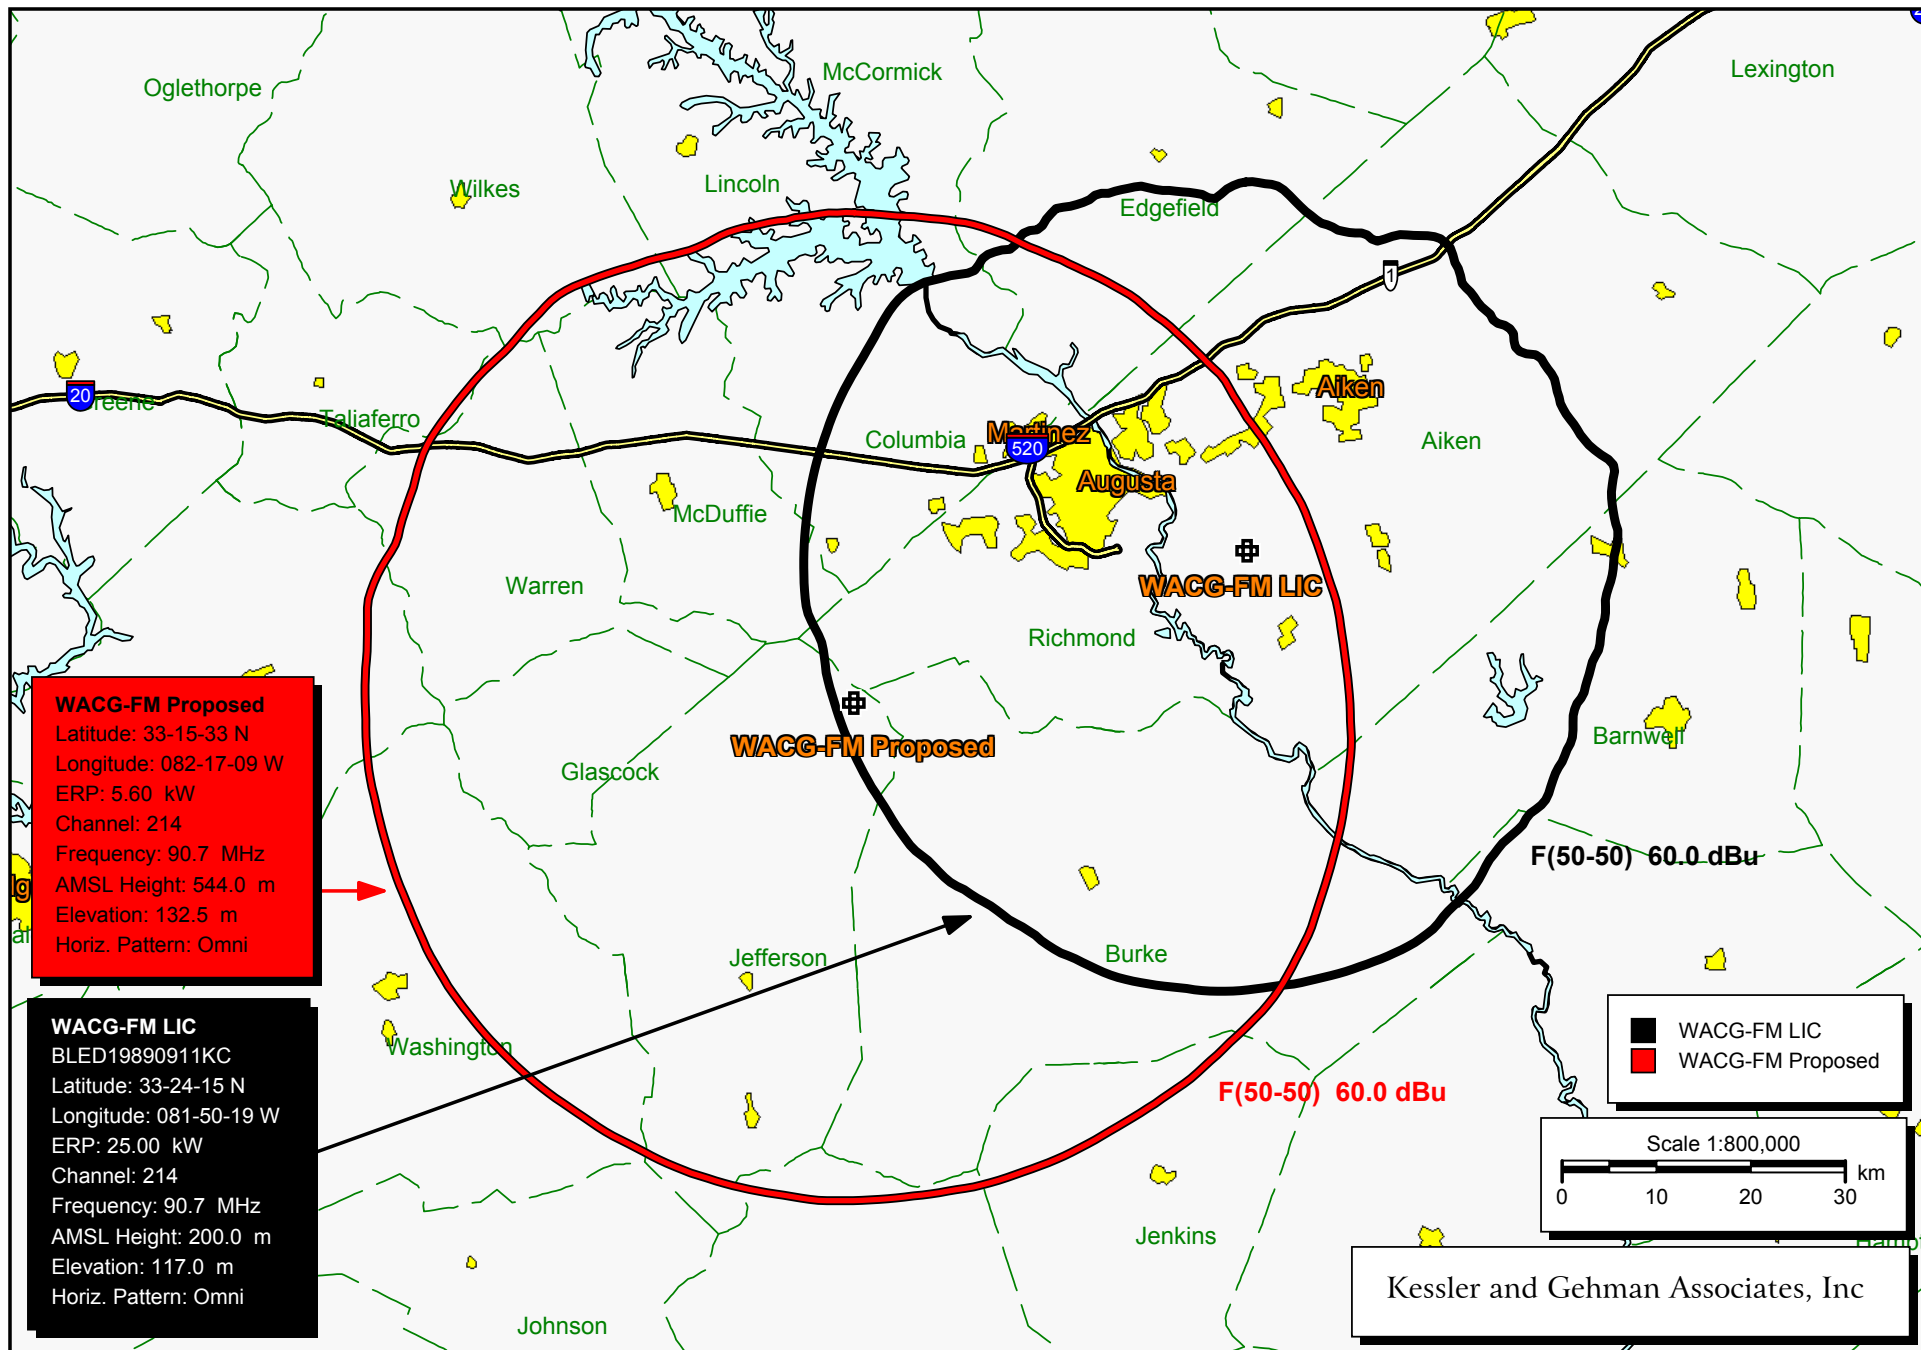 McCormick
Lexington
Oglethorpe
Wilkes
Lincoln
Edgefield
1
20
Taliaferro
Aiken
Columbia
Martinez
520
Aiken
Augusta
McDuffie
Warren
WACG-FM LIC
Richmond
WACG-FM Proposed
Glascock
Barnwell
WACG-FM Proposed
Latitude: 33-15-33 N
Longitude: 082-17-09 W
ERP: 5.60 kW
Channel: 214
Frequency: 90.7 MHz
AMSL Height: 544.0 m
Elevation: 132.5 m
Horiz. Pattern: Omni
F(50-50) 60.0 dBu
Jefferson
Burke
Washington
WACG-FM LIC
BLED19890911KC
Latitude: 33-24-15 N
Longitude: 081-50-19 W
ERP: 25.00 kW
Channel: 214
Frequency: 90.7 MHz
AMSL Height: 200.0 m
Elevation: 117.0 m
Horiz. Pattern: Omni
F(50-50) 60.0 dBu
WACG-FM LIC
WACG-FM Proposed
Scale 1:800,000
0 10 20 30 km
Jenkins
Johnson
Kessler and Gehman Associates, Inc